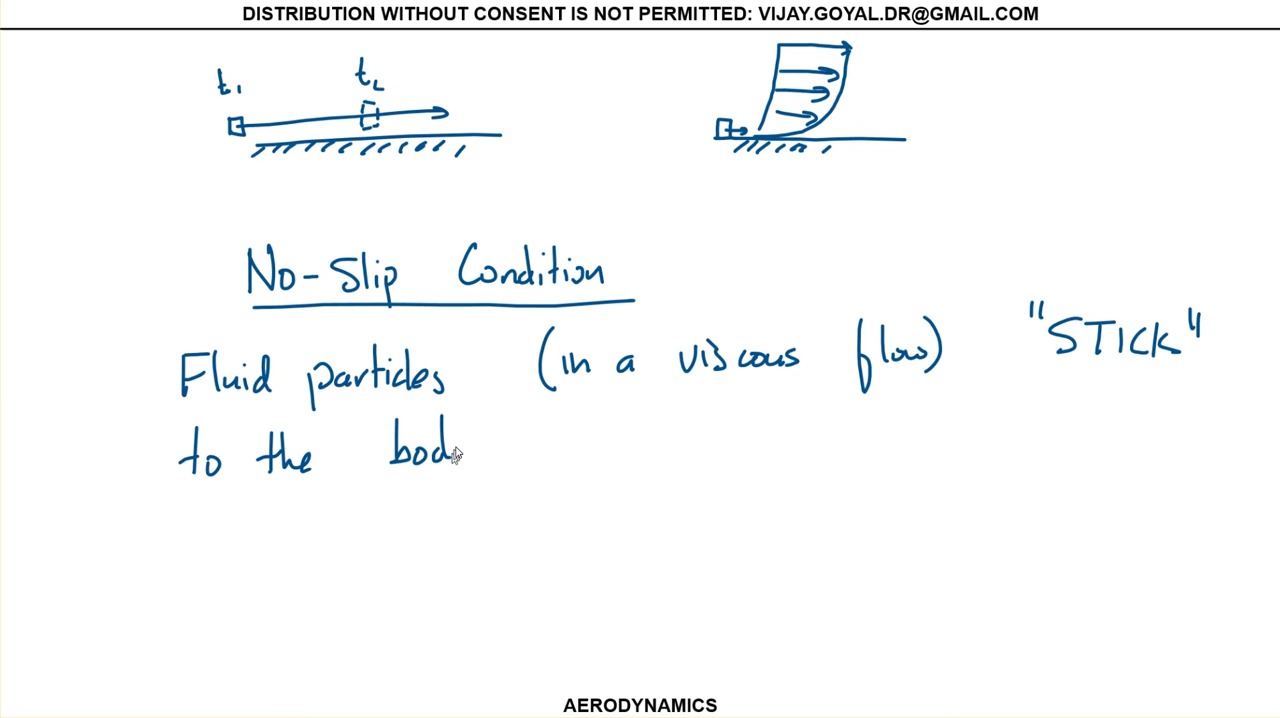 DISTRIBUTION WITHOUT CONSENT IS NOT PERMITTED: VIJAY.GOYAL.DR@GMAIL.COM
t₁ t₂
No-Slip Condition
Fluid particles (in a viscous flow) "STICK"
to the bod
AERODYNAMICS